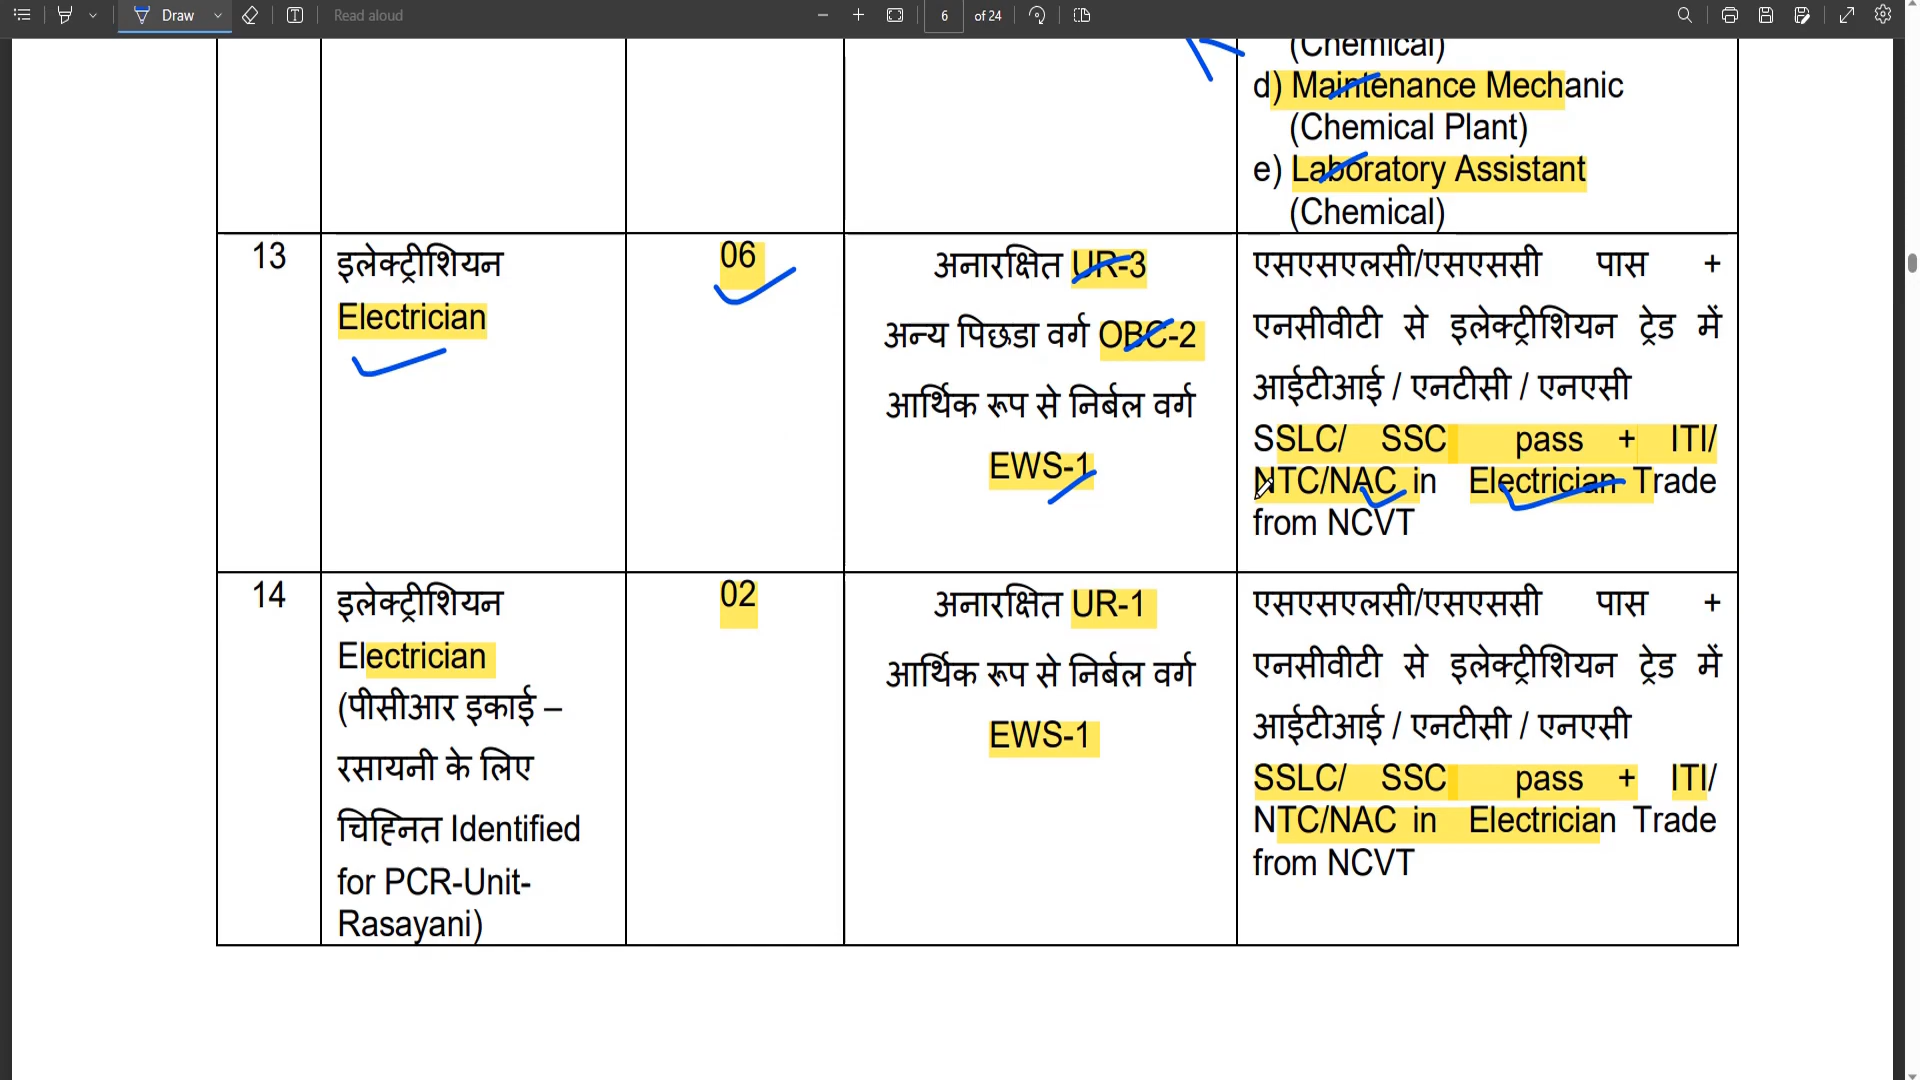 Draw
Read aloud
6 of 24
(Chemical)
d) Maintenance Mechanic
(Chemical Plant)
e) Laboratory Assistant
(Chemical)
13
इलेक्ट्रीशियन
Electrician
06
अनारक्षित UR-3
अन्य पिछडा वर्ग OBC-2
आर्थिक रूप से निर्बल वर्ग
EWS-1
एसएसएलसी/एसएससी पास +
एनसीवीटी से इलेक्ट्रीशियन ट्रेड में
आईटीआई / एनटीसी / एनएसी
SSLC/ SSC pass + ITI/
NTC/NAC in Electrician Trade
from NCVT
14
इलेक्ट्रीशियन
Electrician
(पीसीआर इकाई –
रसायनी के लिए
चिह्नित Identified
for PCR-Unit-
Rasayani)
02
अनारक्षित UR-1
आर्थिक रूप से निर्बल वर्ग
EWS-1
एसएसएलसी/एसएससी पास +
एनसीवीटी से इलेक्ट्रीशियन ट्रेड में
आईटीआई / एनटीसी / एनएसी
SSLC/ SSC pass + ITI/
NTC/NAC in Electrician Trade
from NCVT